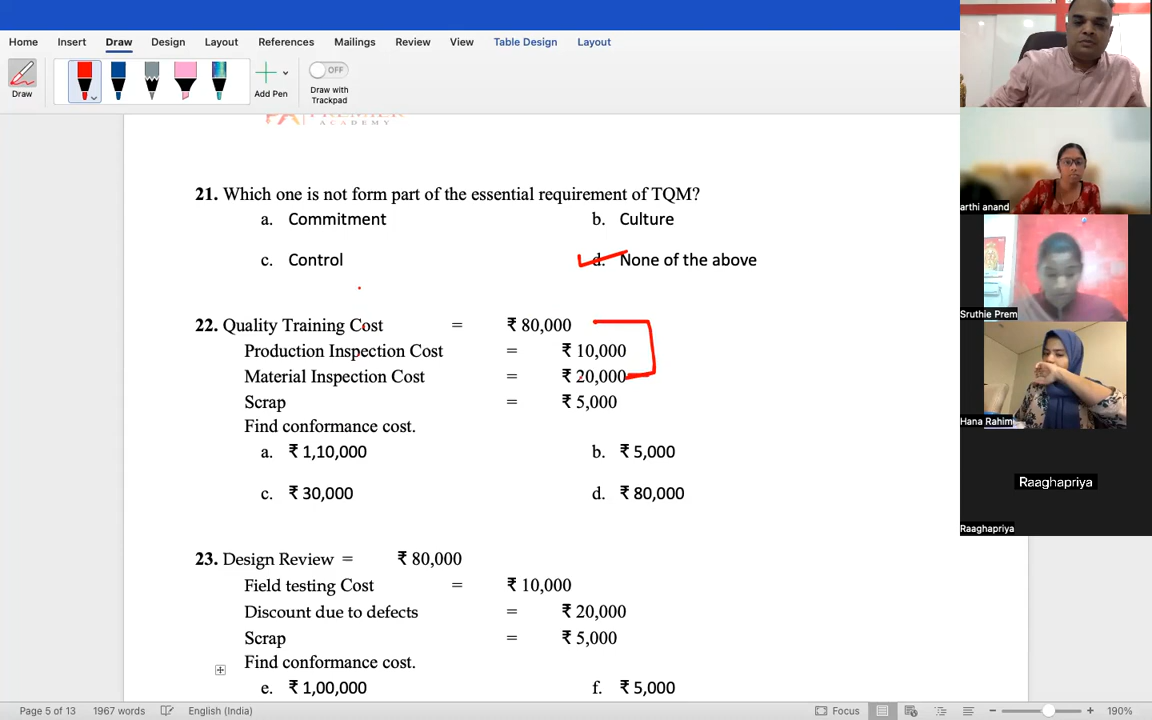 Home Insert Draw Design Layout References Mailings Review View Table Design Layout
OFF
Draw Add Pen Draw with
Trackpad
ACADEMY
21. Which one is not form part of the essential requirement of TQM?
a. Commitment b. Culture
c. Control d. None of the above
22. Quality Training Cost = ₹ 80,000
Production Inspection Cost = ₹ 10,000
Material Inspection Cost = ₹ 20,000
Scrap = ₹ 5,000
Find conformance cost.
a. ₹ 1,10,000 b. ₹ 5,000
c. ₹ 30,000 d. ₹ 80,000
23. Design Review = ₹ 80,000
Field testing Cost = ₹ 10,000
Discount due to defects = ₹ 20,000
Scrap = ₹ 5,000
Find conformance cost.
e. ₹ 1,00,000 f. ₹ 5,000
Page 5 of 13 1967 words English (India) Focus 190%
arthi anand
Sruthie Prem
Hana Rahim
Raaghapriya
Raaghapriya